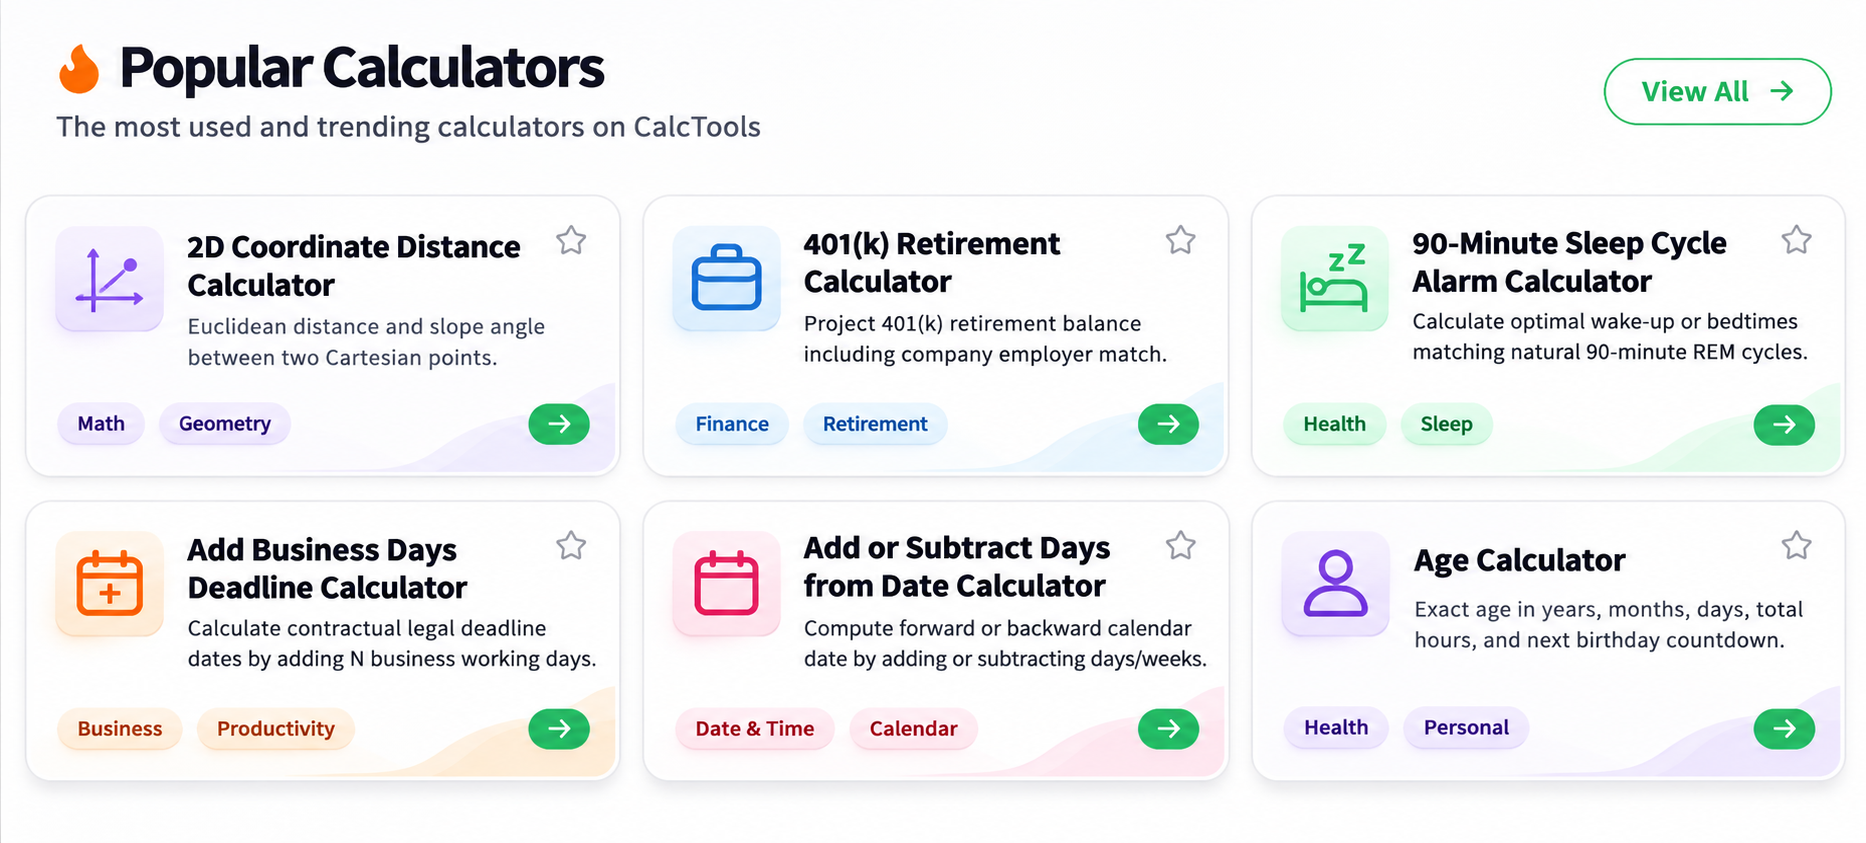 Popular Calculators
The most used and trending calculators on CalcTools
View All
2D Coordinate Distance
Calculator
Euclidean distance and slope angle
between two Cartesian points.
Math
Geometry
401(k) Retirement
Calculator
Project 401(k) retirement balance
including company employer match.
Finance
Retirement
zZ
90-Minute Sleep Cycle
Alarm Calculator
Calculate optimal wake-up or bedtimes
matching natural 90-minute REM cycles.
Health
Sleep
Add Business Days
Deadline Calculator
Calculate contractual legal deadline
dates by adding N business working days.
Business
Productivity
Add or Subtract Days
from Date Calculator
Compute forward or backward calendar
date by adding or subtracting days/weeks.
Date & Time
Calendar
Age Calculator
Exact age in years, months, days, total
hours, and next birthday countdown.
Health
Personal